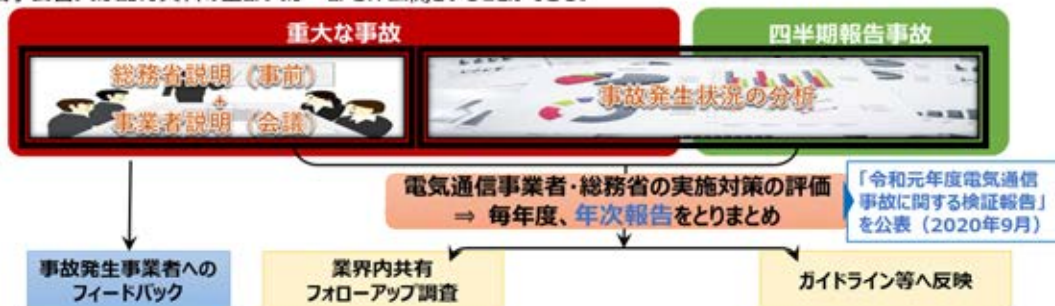 重大な事故
四半期報告事故
総務省説明（事前）
+
事業者説明（会議）
事故発生状況の分析
電気通信事業者・総務省の実施対策の評価
⇒ 毎年度、年次報告をとりまとめ
「令和元年度電気通信
事故に関する検証報告」
を公表（2020年9月）
事故発生事業者への
フィードバック
業界内共有
フォローアップ調査
ガイドライン等へ反映